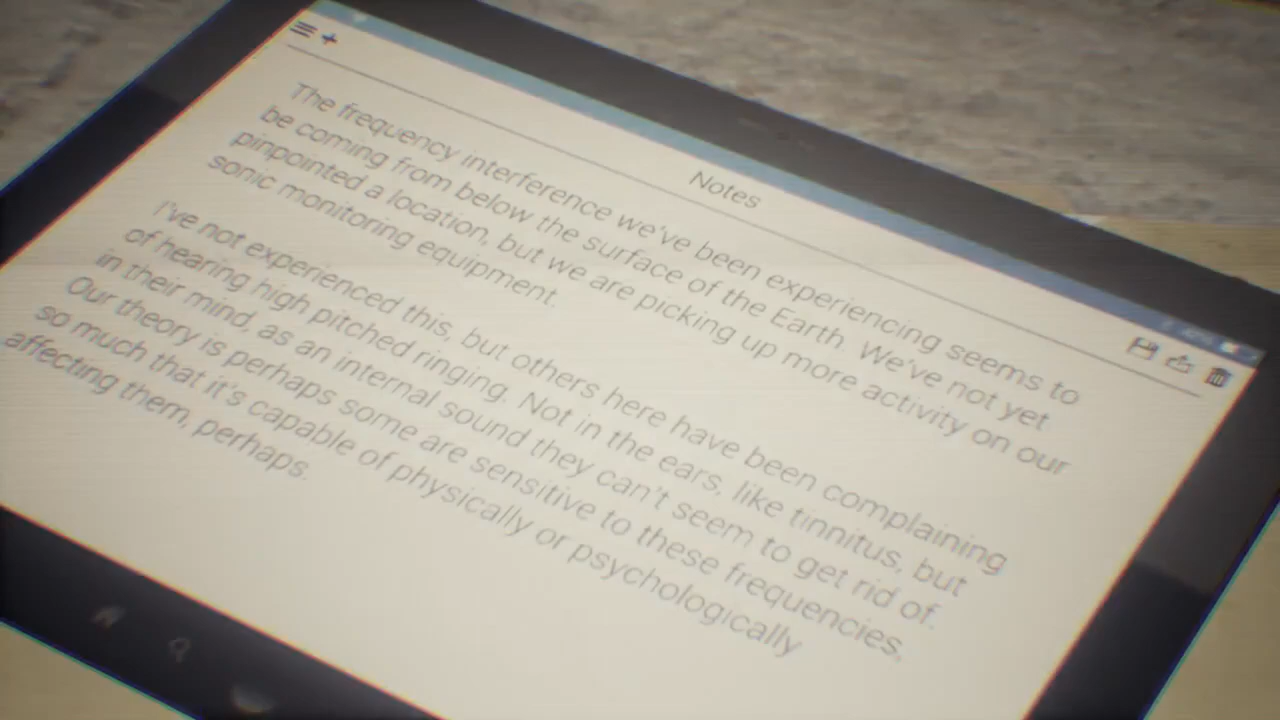 Notes
The frequency interference we've been experiencing seems to
be coming from below the surface of the Earth. We've not yet
pinpointed a location, but we are picking up more activity on our
sonic monitoring equipment.
I've not experienced this, but others here have been complaining
of hearing high pitched ringing. Not in the ears, like tinnitus, but
in their mind, as an internal sound they can't seem to get rid of.
Our theory is perhaps some are sensitive to these frequencies,
so much that it's capable of physically or psychologically
affecting them, perhaps.